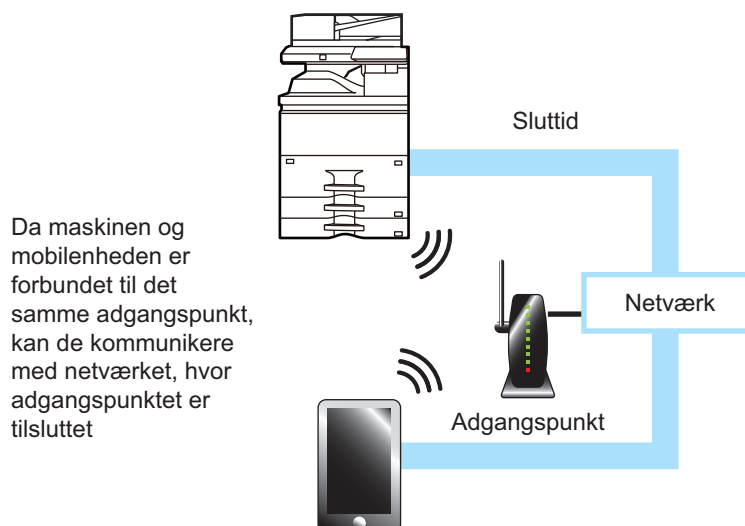 Sluttid
Da maskinen og
mobilenheden er
forbundet til det
samme adgangspunkt,
kan de kommunikere
med netværket, hvor
adgangspunktet er
tilsluttet
Netværk
Adgangspunkt